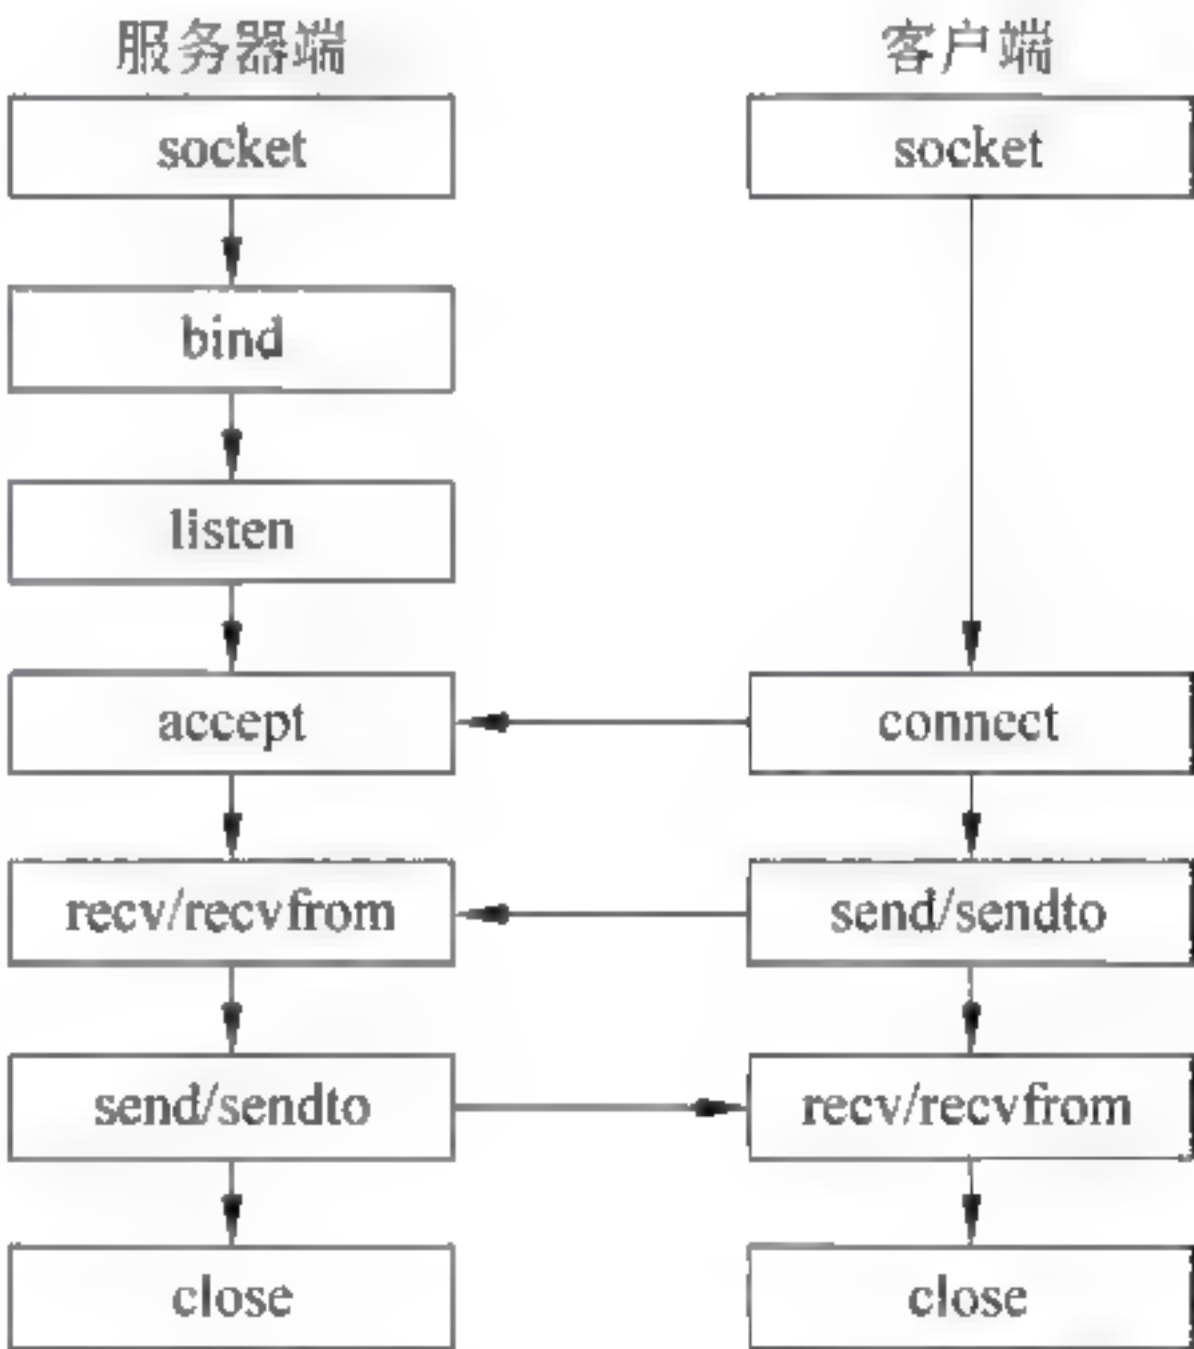 服务器端
客户端
socket
socket
bind
listen
accept
connect
recv/recvfrom
send/sendto
send/sendto
recv/recvfrom
close
close